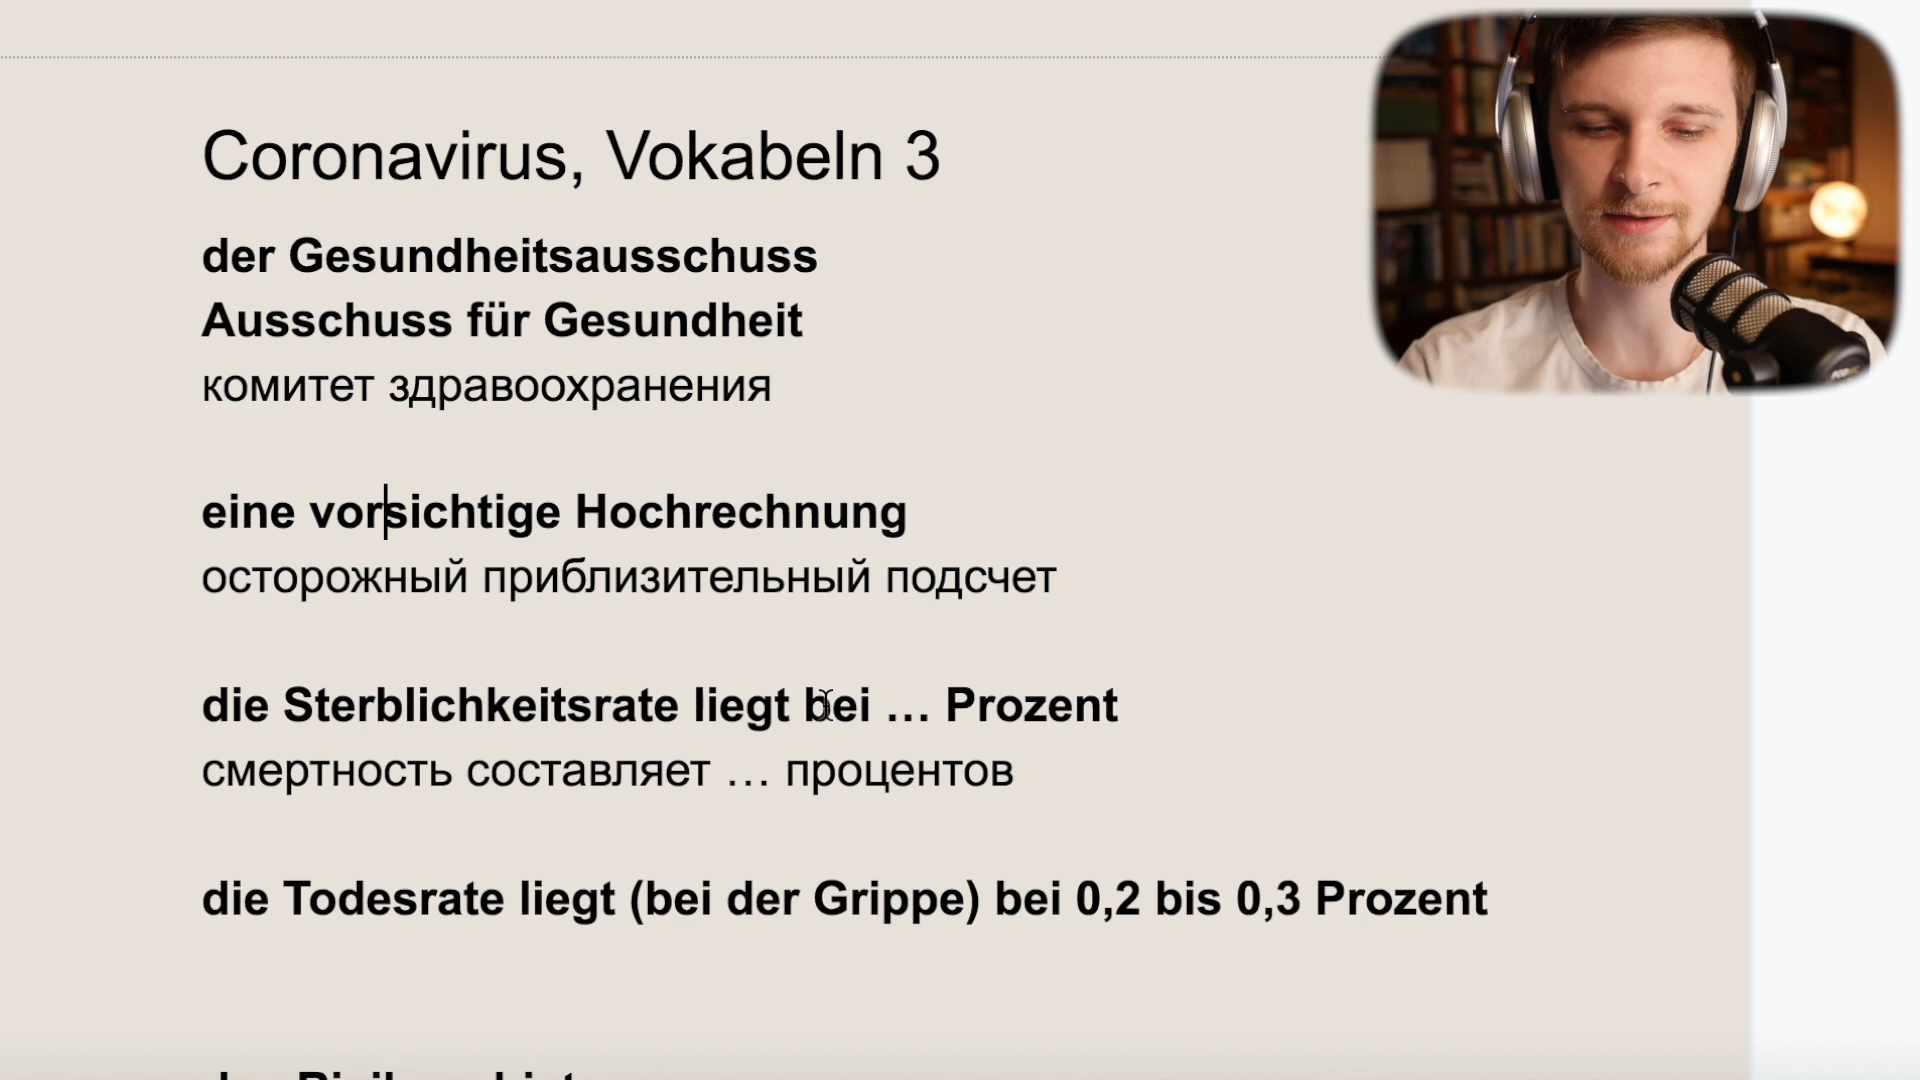 Coronavirus, Vokabeln 3
der Gesundheitsausschuss
Ausschuss für Gesundheit
комитет здравоохранения
eine vorsichtige Hochrechnung
осторожный приблизительный подсчет
die Sterblichkeitsrate liegt bei … Prozent
смертность составляет … процентов
die Todesrate liegt (bei der Grippe) bei 0,2 bis 0,3 Prozent